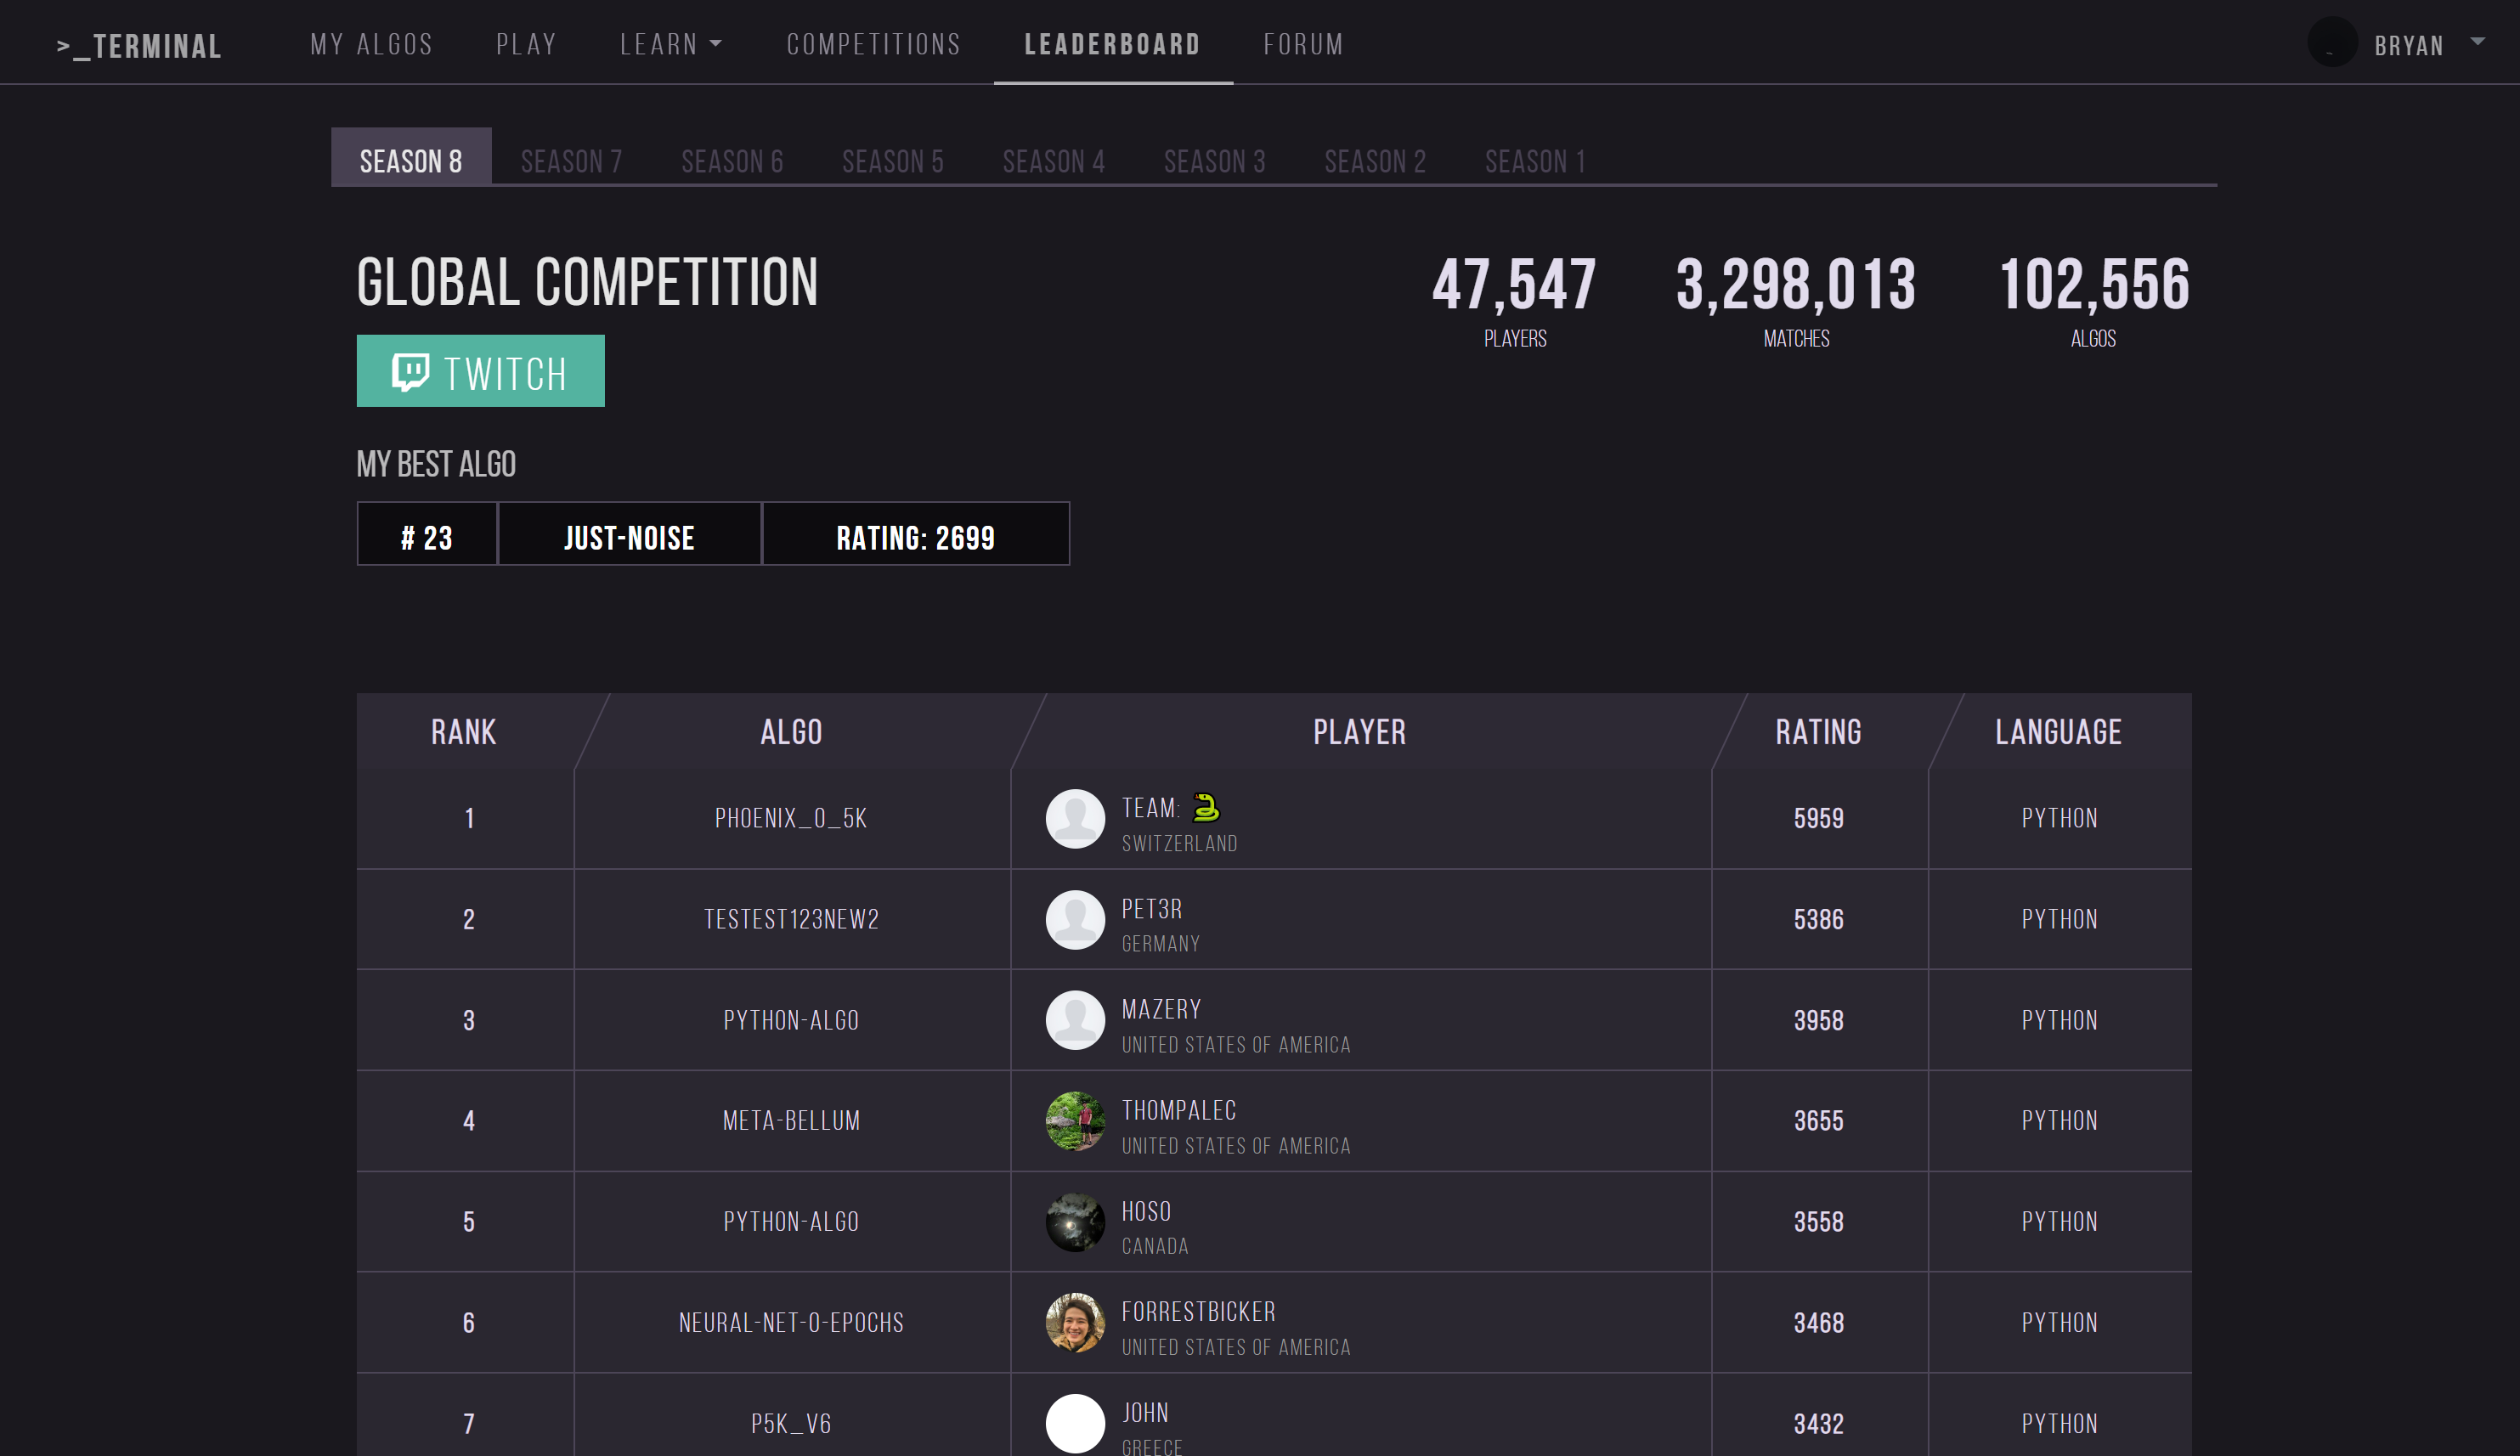 >_TERMINAL MY ALGOS PLAY LEARN COMPETITIONS LEADERBOARD FORUM BRYAN
SEASON 8 SEASON 7 SEASON 6 SEASON 5 SEASON 4 SEASON 3 SEASON 2 SEASON 1
GLOBAL COMPETITION
47,547 3,298,013 102,556
PLAYERS MATCHES ALGOS
TWITCH
MY BEST ALGO
# 23 JUST-NOISE RATING: 2699
RANK ALGO PLAYER RATING LANGUAGE
1 PHOENIX_0_5K TEAM: 🐍 5959 PYTHON
SWITZERLAND
2 TESTEST123NEW2 PET3R 5386 PYTHON
GERMANY
3 PYTHON-ALGO MAZERY 3958 PYTHON
UNITED STATES OF AMERICA
4 META-BELLUM THOMPALEC 3655 PYTHON
UNITED STATES OF AMERICA
5 PYTHON-ALGO HOSO 3558 PYTHON
CANADA
6 NEURAL-NET-0-EPOCHS FORRESTBICKER 3468 PYTHON
UNITED STATES OF AMERICA
7 P5K_V6 JOHN 3432 PYTHON
GREECE